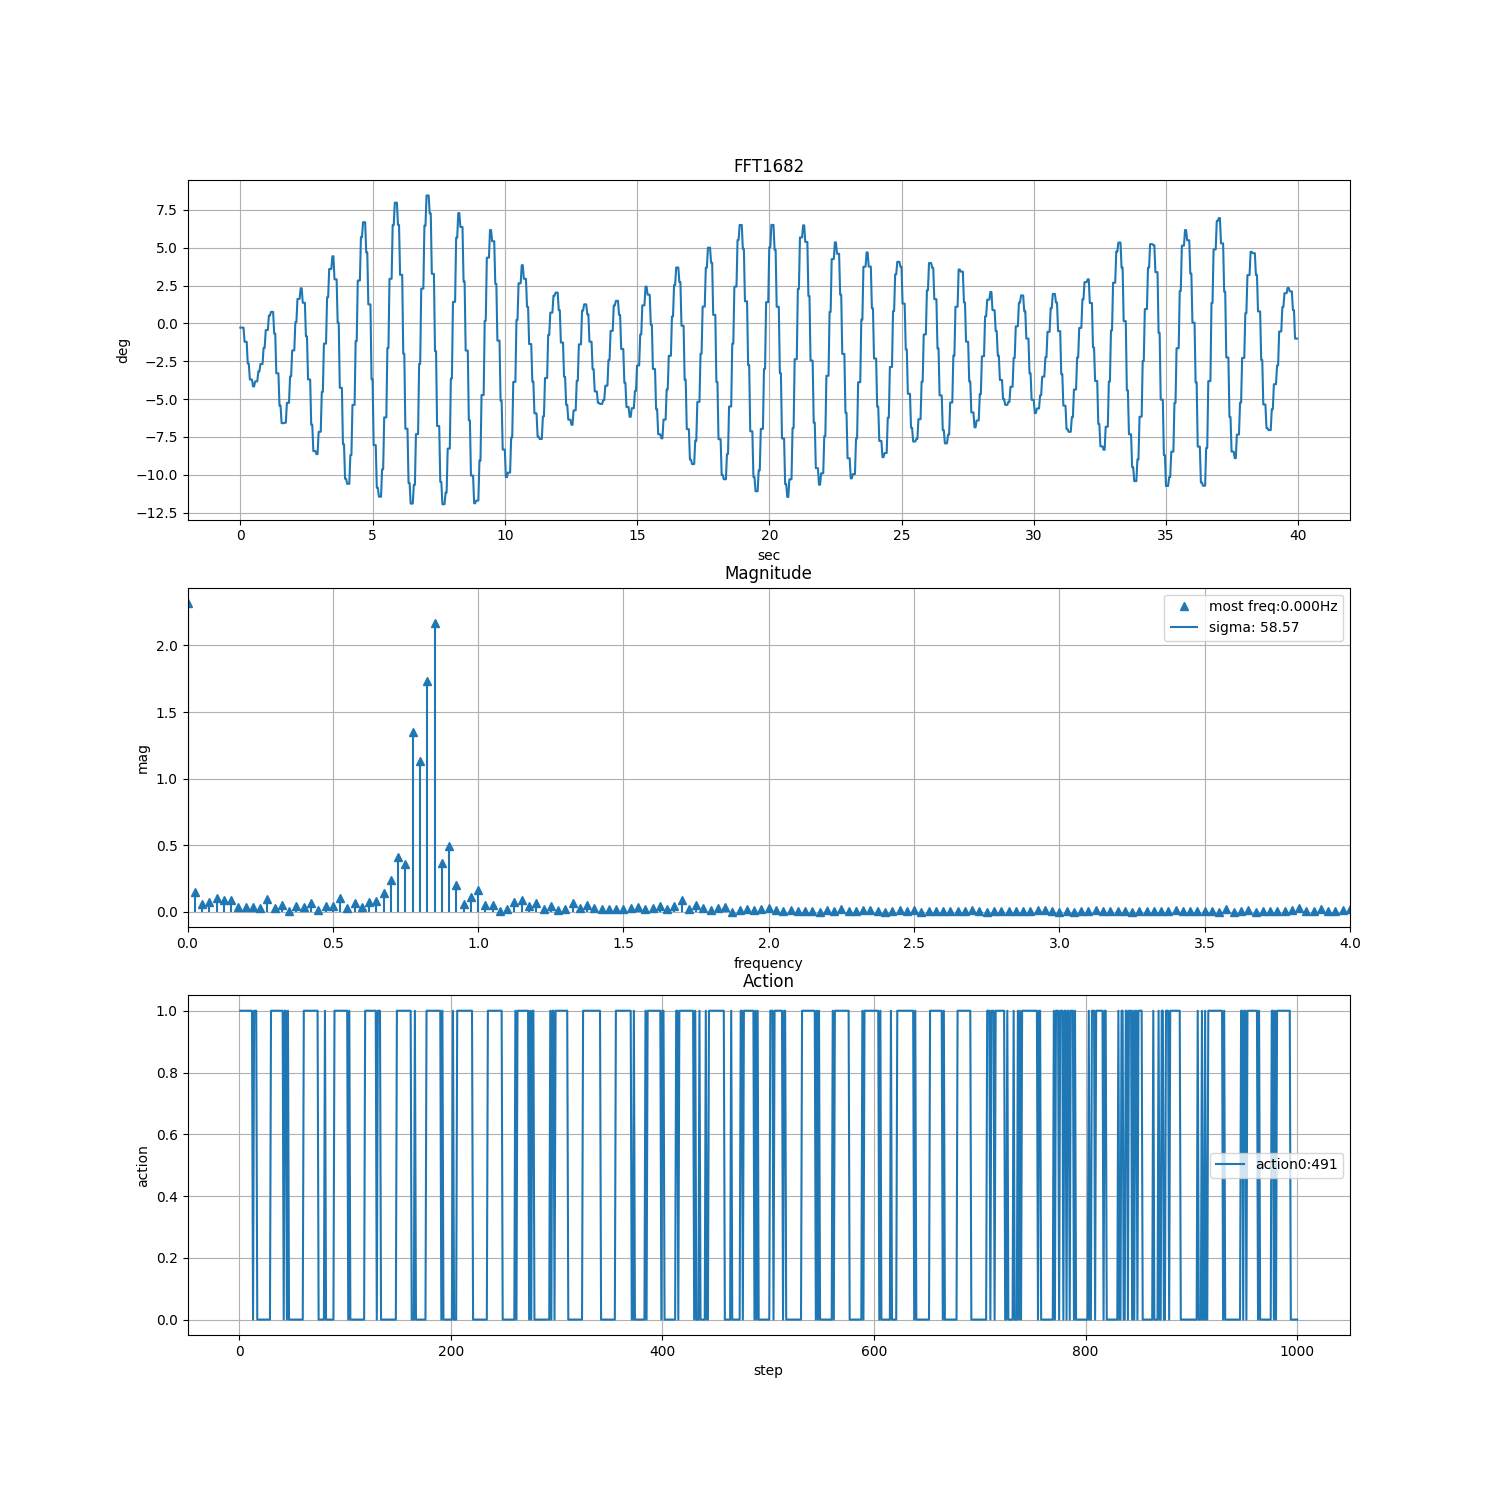 FFT1682
7.5
5.0
2.5
0.0
−2.5
−5.0
−7.5
−10.0
−12.5
deg
0 5 10 15 20 25 30 35 40
sec
Magnitude
most freq:0.000Hz
sigma: 58.57
2.0
1.5
1.0
0.5
0.0
mag
0.0 0.5 1.0 1.5 2.0 2.5 3.0 3.5 4.0
frequency
Action
1.0
0.8
0.6
0.4
0.2
0.0
action
action0:491
0 200 400 600 800 1000
step